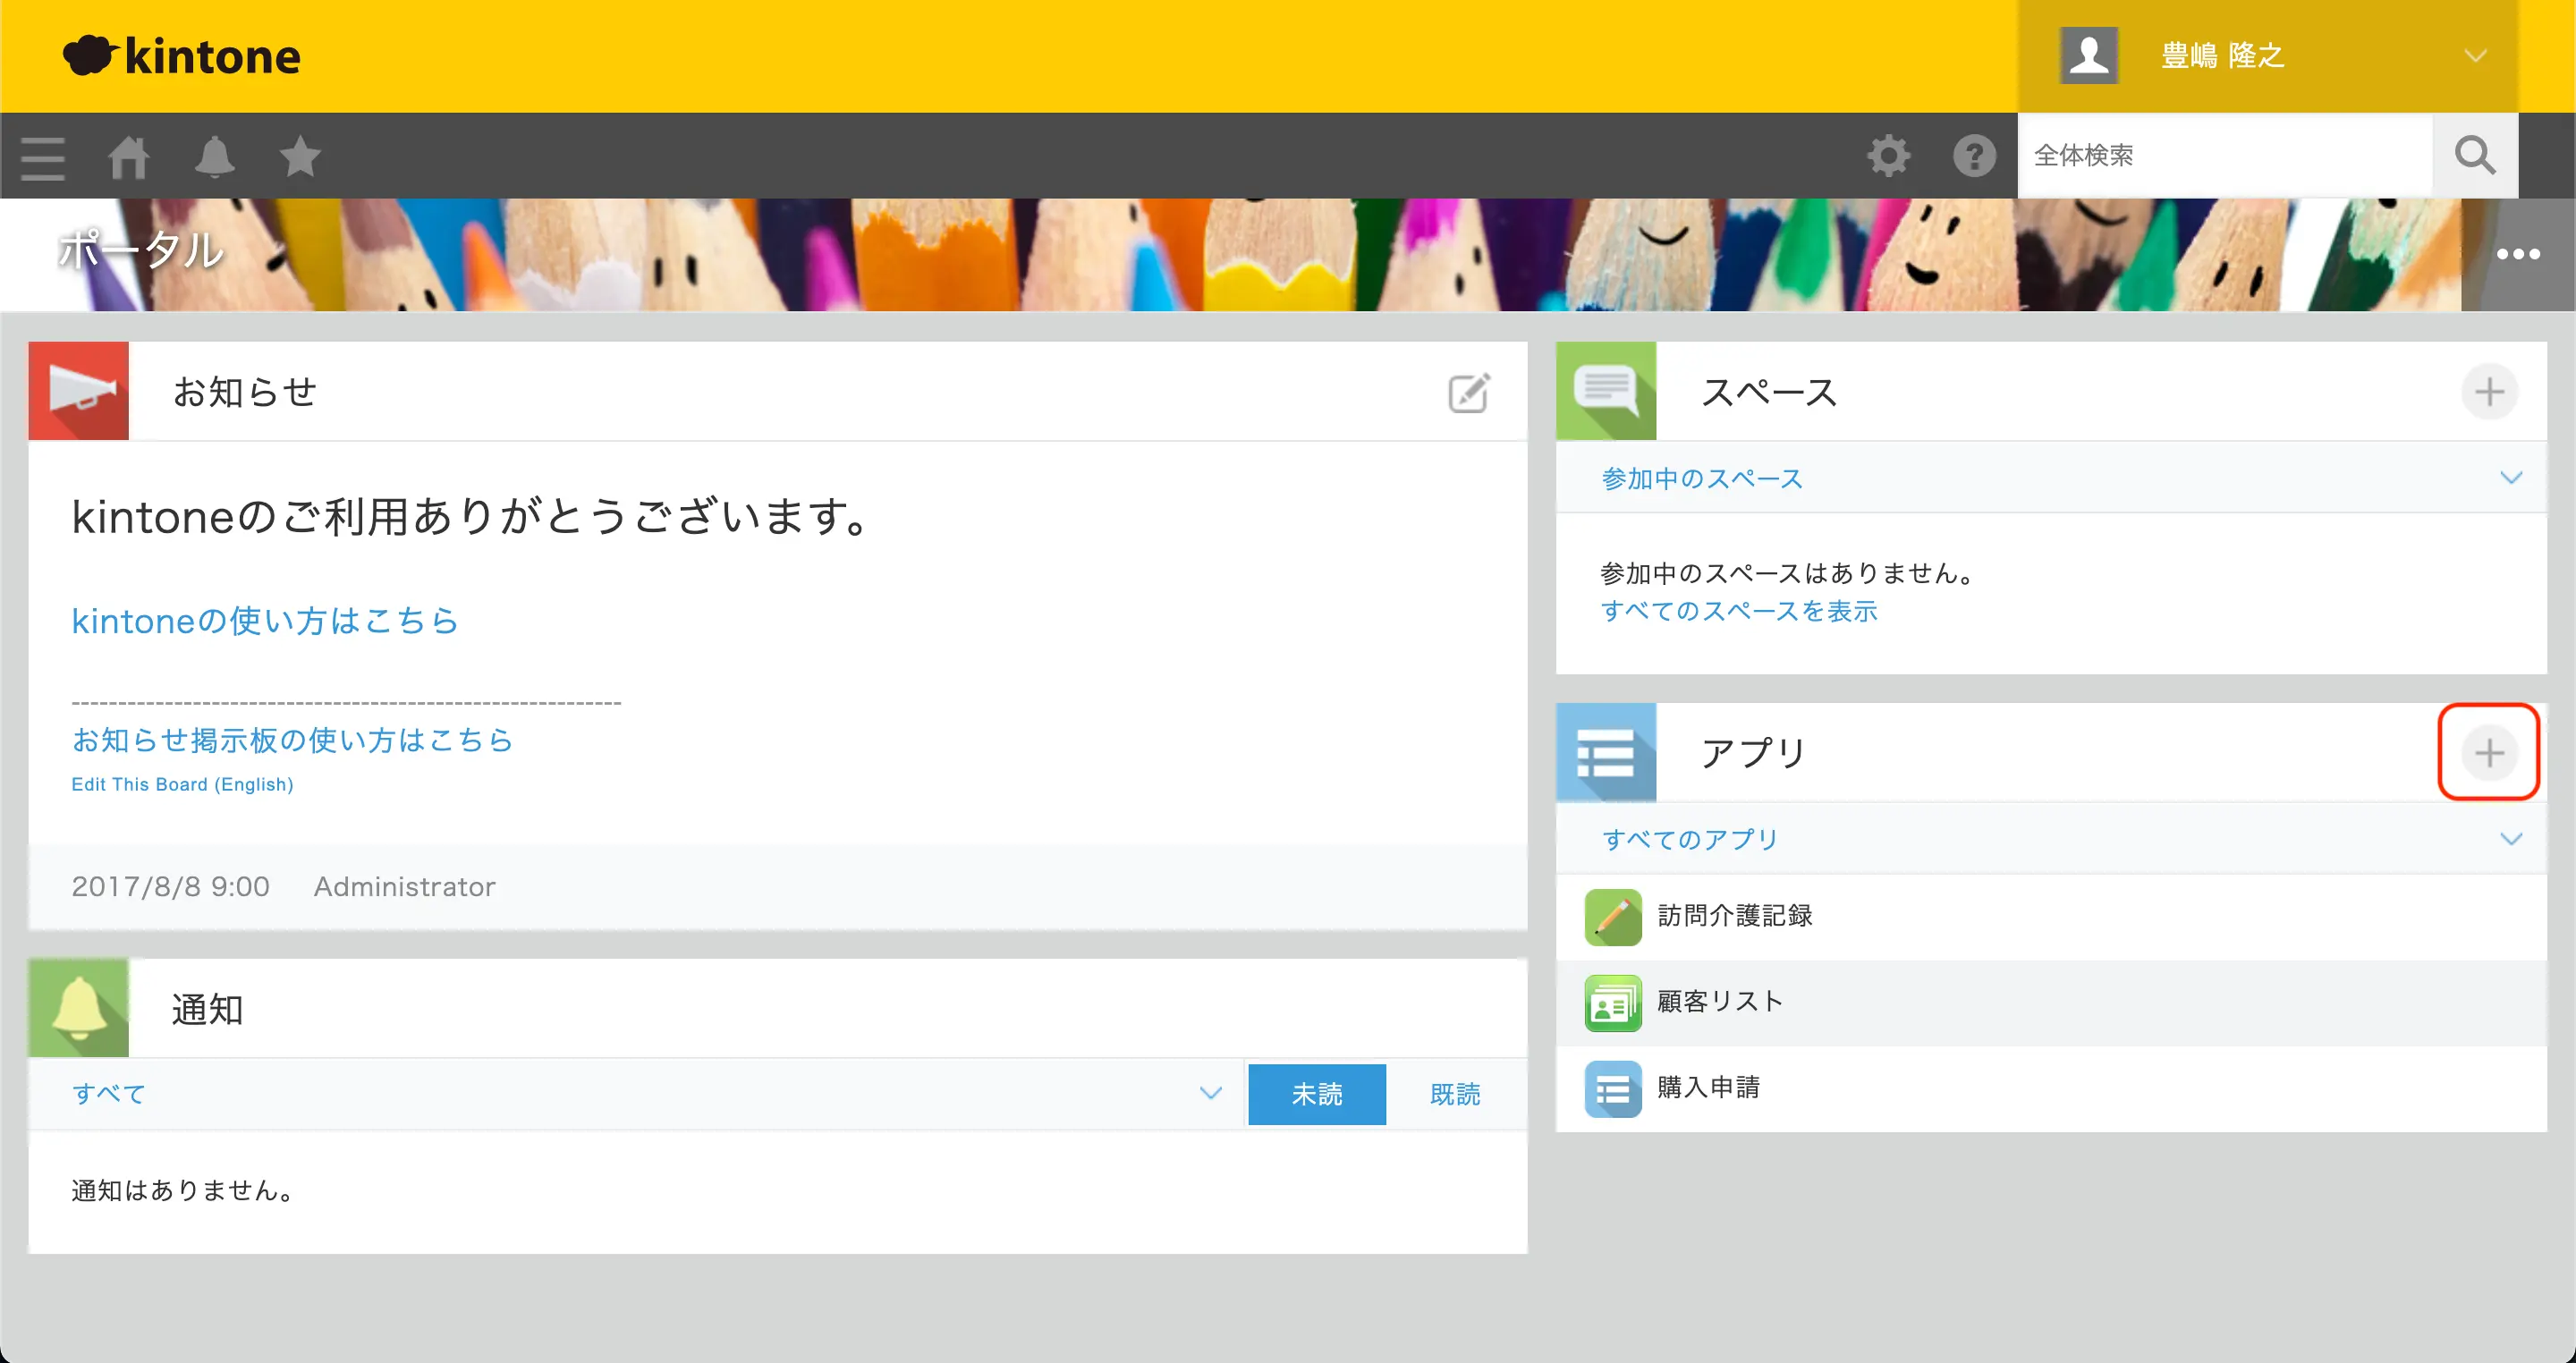 kintone
豊嶋 隆之
全体検索
ポータル
お知らせ
kintoneのご利用ありがとうございます。
kintoneの使い方はこちら
------------------------------------------------------------
お知らせ掲示板の使い方はこちら
Edit This Board (English)
2017/8/8 9:00 Administrator
通知
すべて
未読
既読
通知はありません。
スペース
参加中のスペース
参加中のスペースはありません。
すべてのスペースを表示
アプリ
すべてのアプリ
訪問介護記録
顧客リスト
購入申請